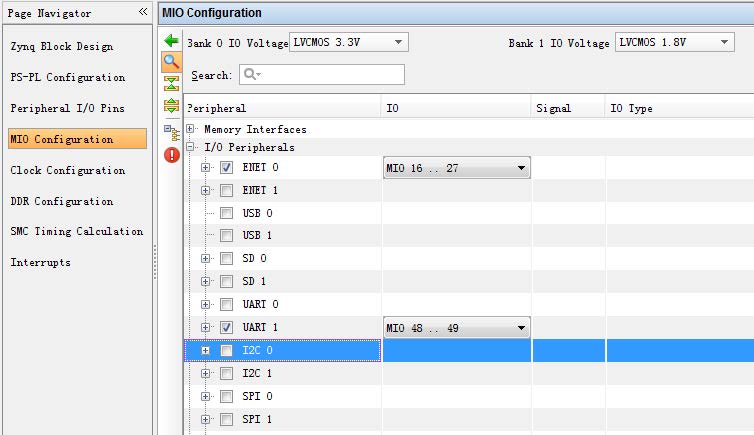 Page Navigator
«
MIO Configuration
Zynq Block Design
PS-PL Configuration
Peripheral I/O Pins
MIO Configuration
Clock Configuration
DDR Configuration
SMC Timing Calculation
Interrupts
Bank 0 IO Voltage LVCMOS 3.3V Bank 1 IO Voltage LVCMOS 1.8V
Search:
Peripheral IO Signal IO Type
Memory Interfaces
I/O Peripherals
ENET 0 MIO 16 .. 27
ENET 1
USB 0
USB 1
SD 0
SD 1
UART 0
UART 1 MIO 48 .. 49
I2C 0
I2C 1
SPI 0
SPI 1